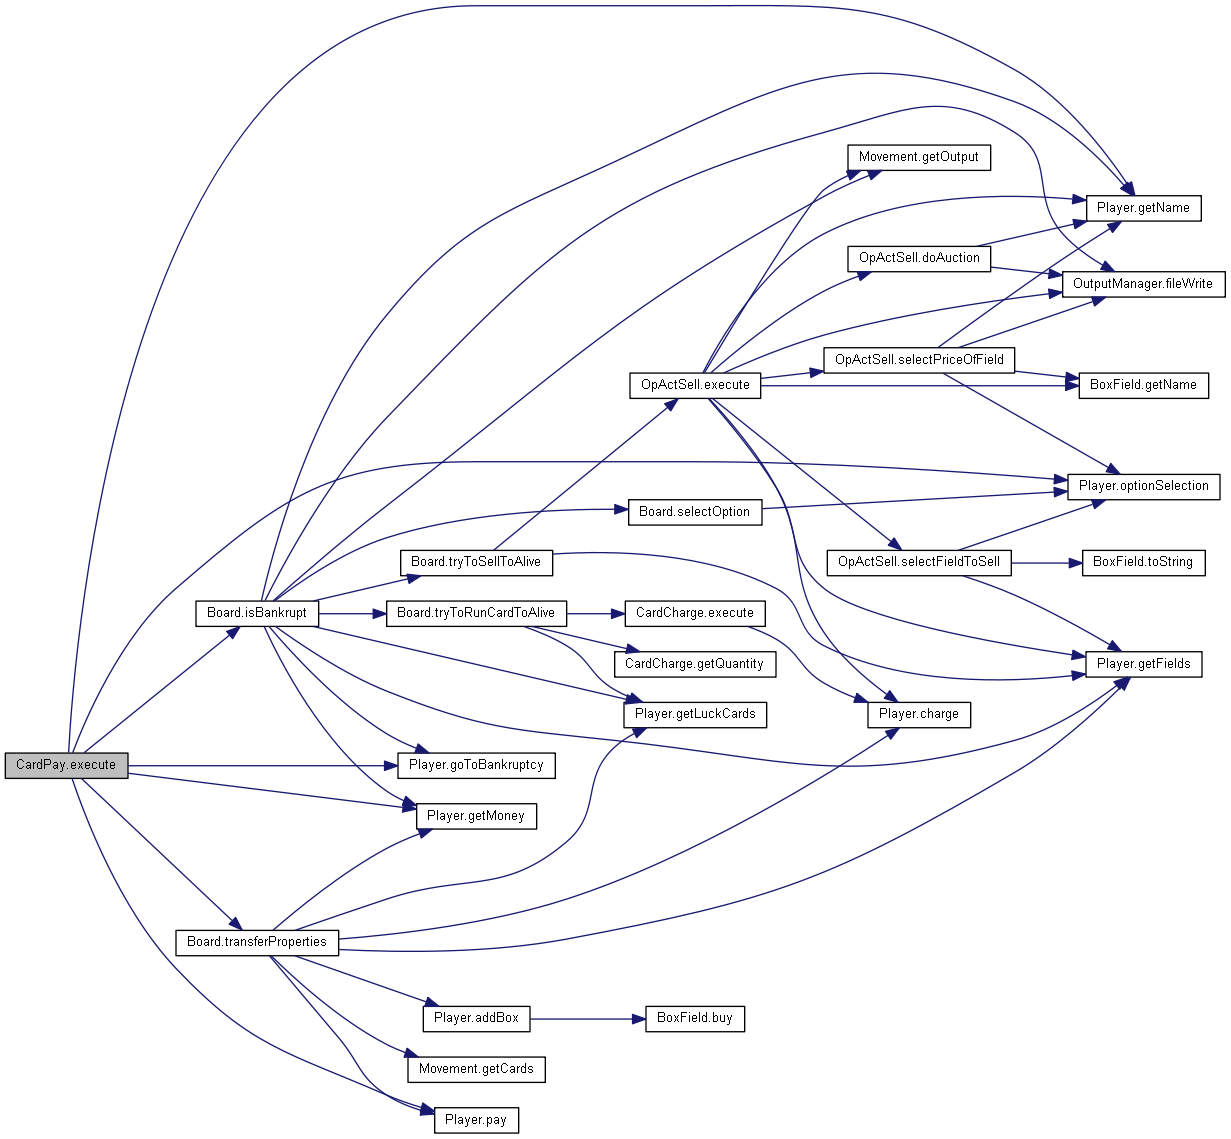 Movement.getOutput
Player.getName
OpActSell.doAuction
OutputManager.fileWrite
OpActSell.selectPriceOfField
OpActSell.execute
BoxField.getName
Player.optionSelection
Board.selectOption
Board.tryToSellToAlive
OpActSell.selectFieldToSell
BoxField.toString
Board.isBankrupt
Board.tryToRunCardToAlive
CardCharge.execute
CardCharge.getQuantity
Player.getFields
Player.getLuckCards
Player.charge
CardPay.execute
Player.goToBankruptcy
Player.getMoney
Board.transferProperties
Player.addBox
BoxField.buy
Movement.getCards
Player.pay